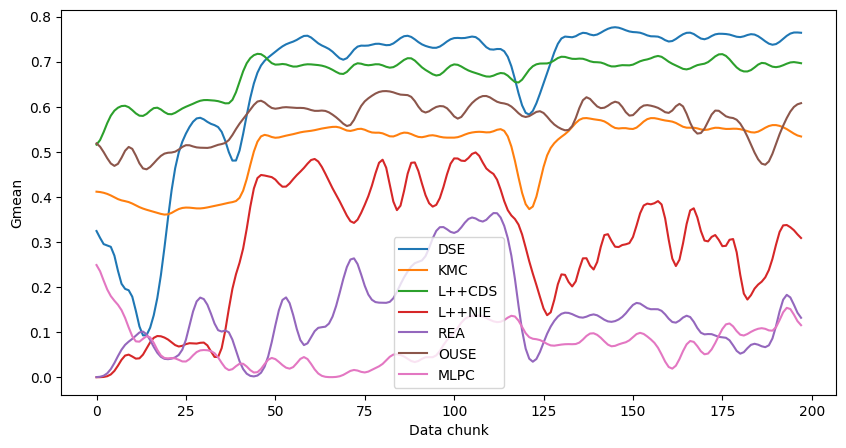 0.8
0.7
0.6
0.5
0.4
0.3
0.2
0.1
0.0
Gmean
DSE
KMC
L++CDS
L++NIE
REA
OUSE
MLPC
0 25 50 75 100 125 150 175 200
Data chunk